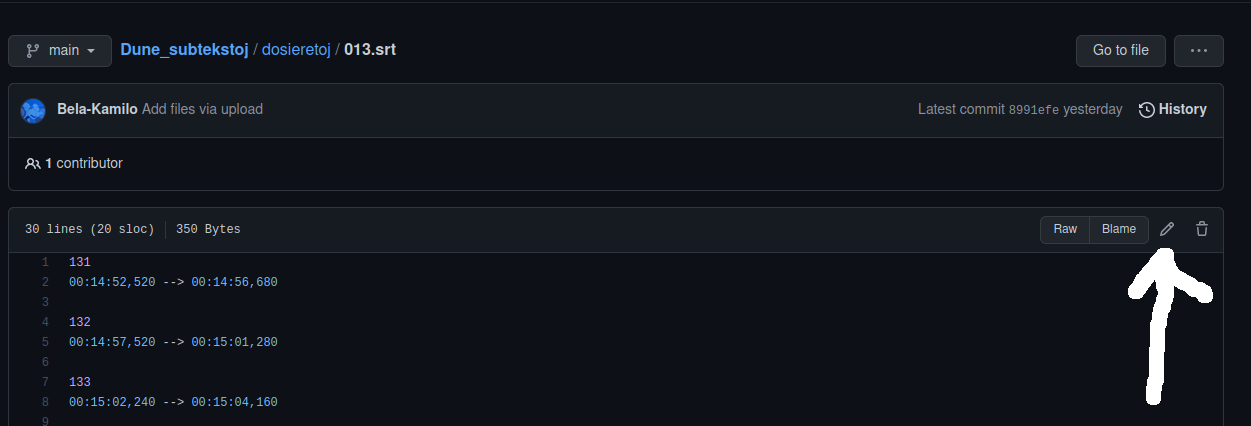 main Dune_subtekstoj / dosieretoj / 013.srt Go to file ...
Bela-Kamilo Add files via upload Latest commit 8991efe yesterday History
1 contributor
30 lines (20 sloc) 350 Bytes Raw Blame
1 131
2 00:14:52,520 --> 00:14:56,680
3
4 132
5 00:14:57,520 --> 00:15:01,280
6
7 133
8 00:15:02,240 --> 00:15:04,160
9